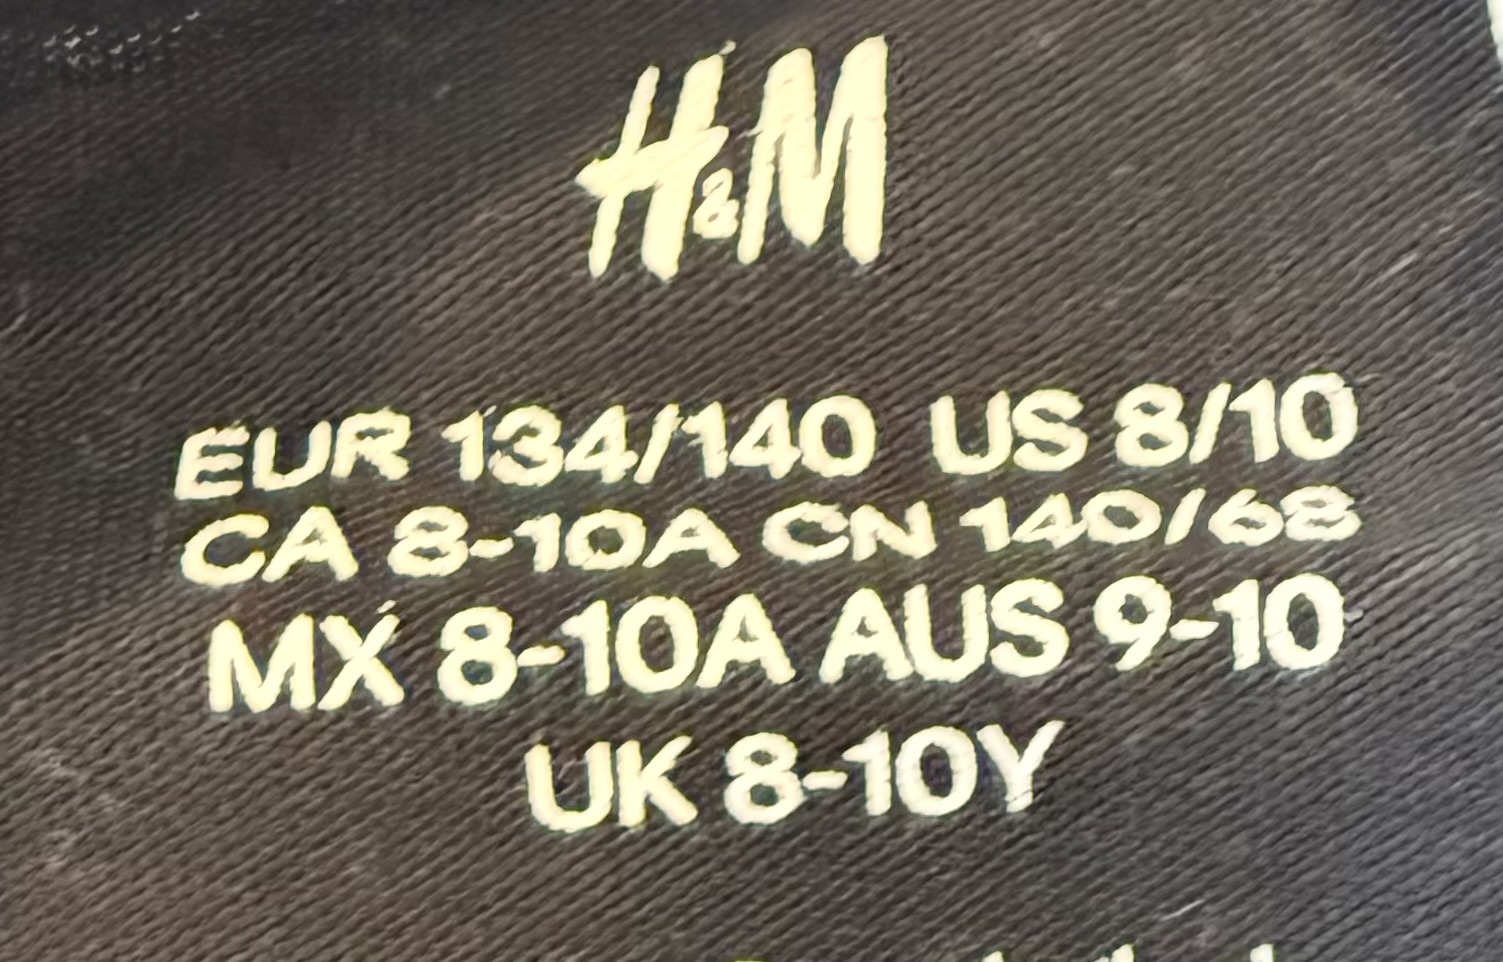 H&M
EUR 134/140 US 8/10
CA 8-10A CN 140/68
MX 8-10A AUS 9-10
UK 8-10Y